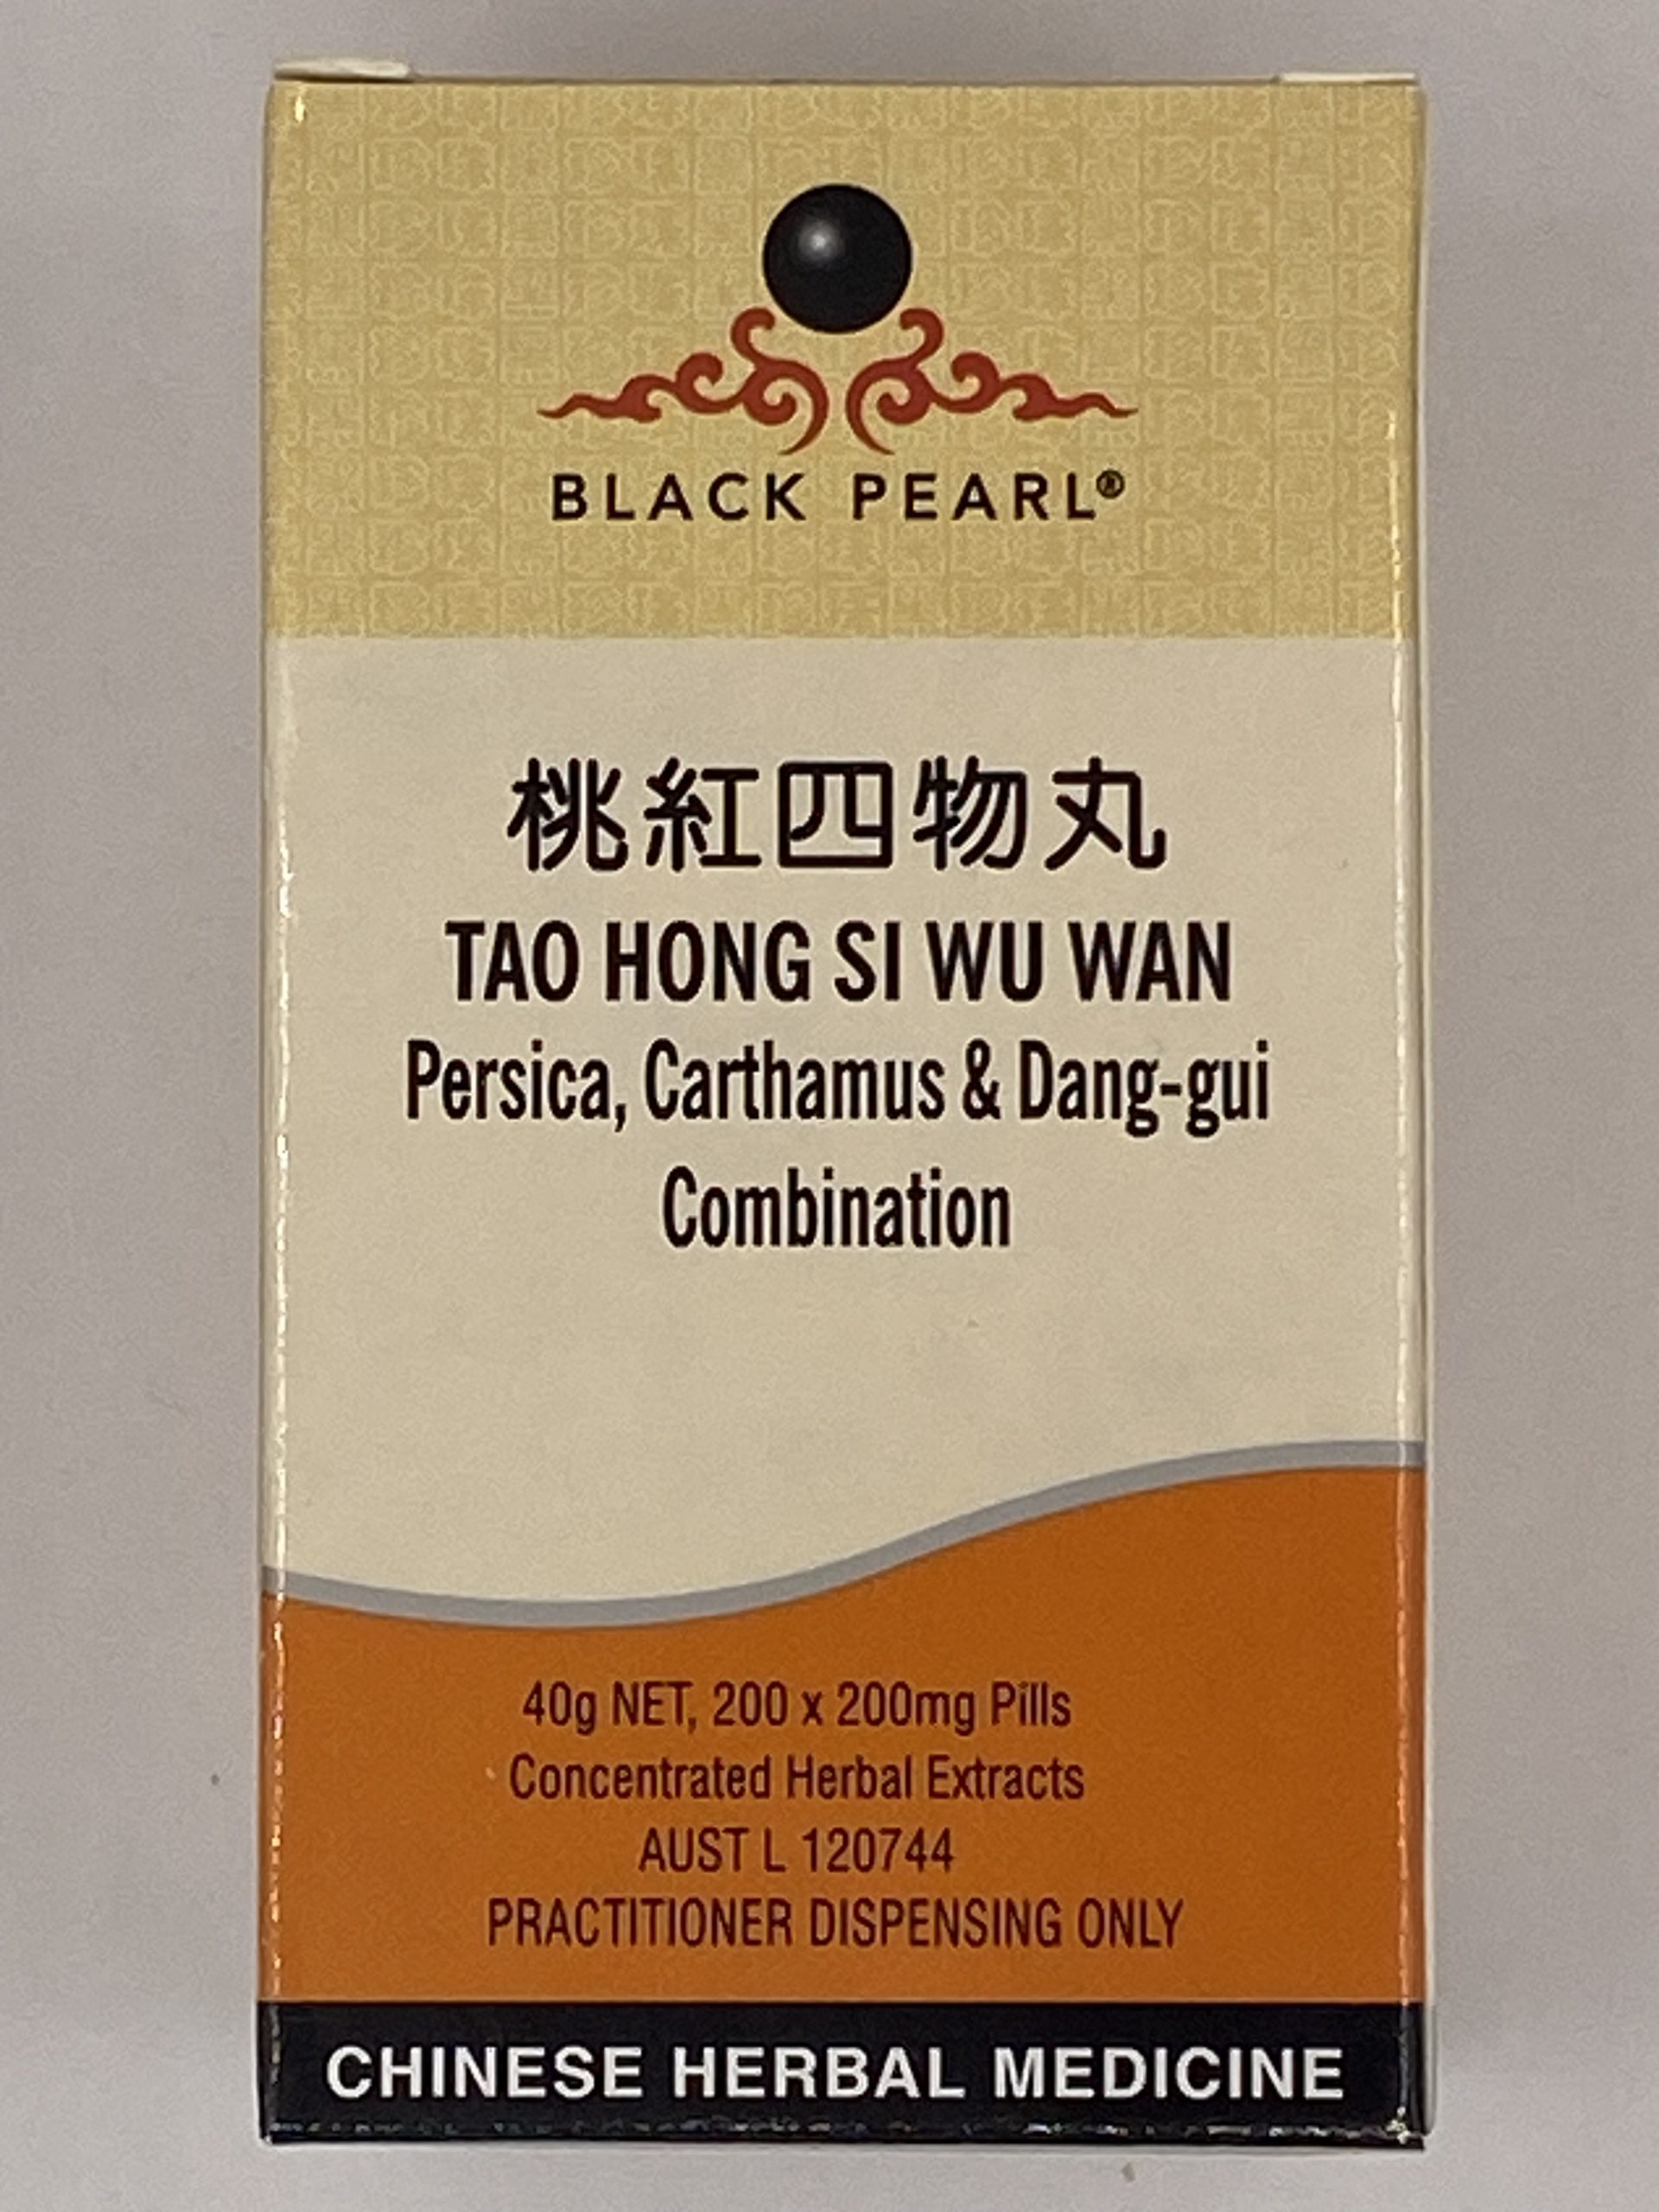 BLACK PEARL®
桃紅四物丸
TAO HONG SI WU WAN
Persica, Carthamus & Dang-gui
Combination
40g NET, 200 x 200mg Pills
Concentrated Herbal Extracts
AUST L 120744
PRACTITIONER DISPENSING ONLY
CHINESE HERBAL MEDICINE